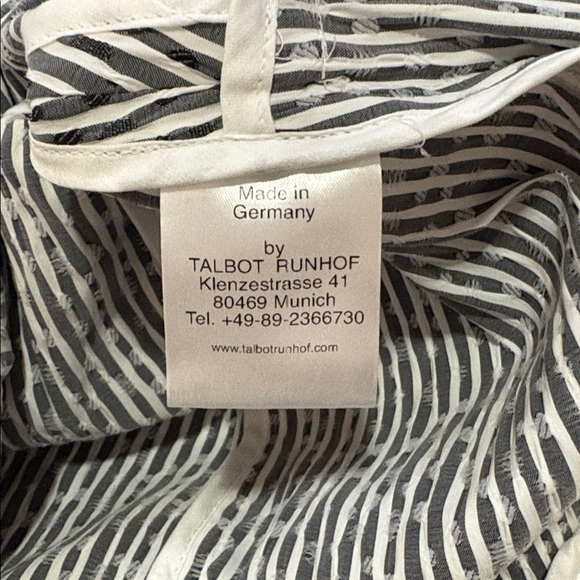 Made in
Germany
by
TALBOT RUNHOF
Klenzestrasse 41
80469 Munich
Tel. +49-89-2366730
www.talbotrunhof.com